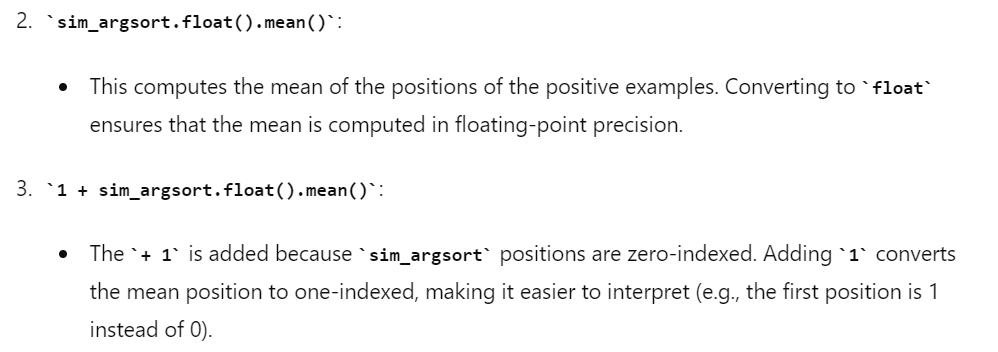 2. `sim_argsort.float().mean()`:
• This computes the mean of the positions of the positive examples. Converting to `float`
ensures that the mean is computed in floating-point precision.
3. `1 + sim_argsort.float().mean()`:
• The `+ 1` is added because `sim_argsort` positions are zero-indexed. Adding `1` converts
the mean position to one-indexed, making it easier to interpret (e.g., the first position is 1
instead of 0).